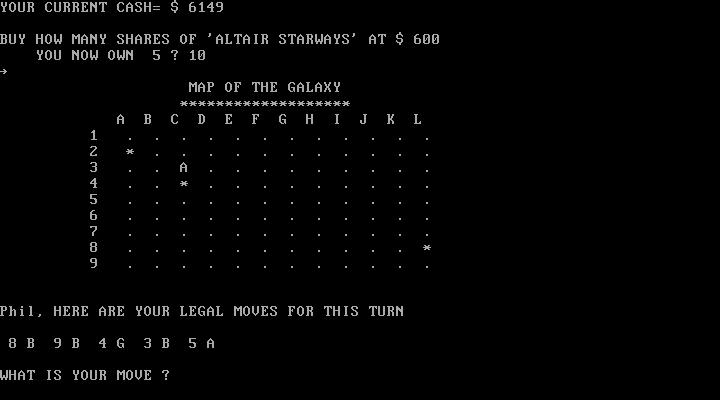 YOUR CURRENT CASH= $ 6149
BUY HOW MANY SHARES OF 'ALTAIR STARWAYS' AT $ 600
YOU NOW OWN 5 ? 10
→
MAP OF THE GALAXY
*******************
A B C D E F G H I J K L
1 . . . . . . . . . . . .
2 * . . . . . . . . . . .
3 . . A . . . . . . . . .
4 . . * . . . . . . . . .
5 . . . . . . . . . . . .
6 . . . . . . . . . . . .
7 . . . . . . . . . . . .
8 . . . . . . . . . . . *
9 . . . . . . . . . . . .
Phil, HERE ARE YOUR LEGAL MOVES FOR THIS TURN
8 B 9 B 4 G 3 B 5 A
WHAT IS YOUR MOVE ?